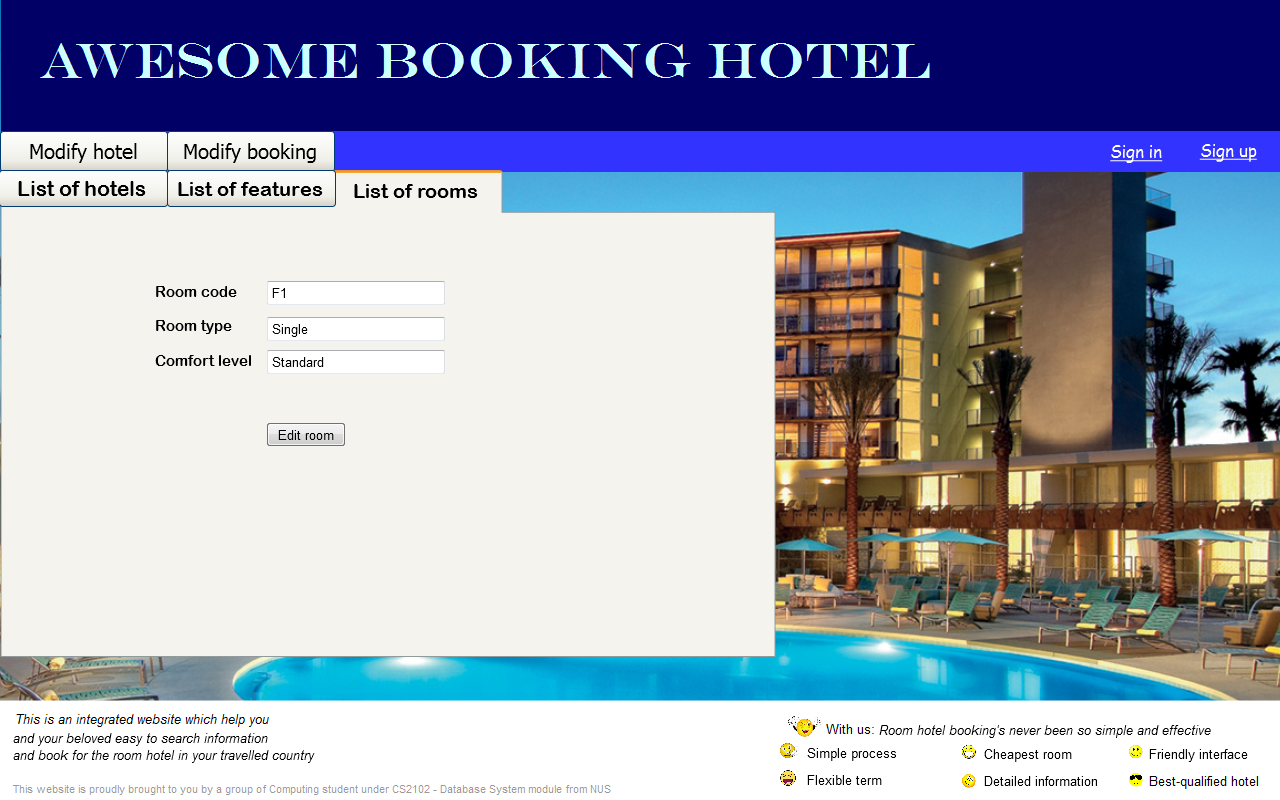 AWESOME BOOKING HOTEL
Modify hotel Modify booking Sign in Sign up
List of hotels List of features List of rooms
Room code F1
Room type Single
Comfort level Standard
Edit room
This is an integrated website which help you
and your beloved easy to search information
and book for the room hotel in your travelled country
With us: Room hotel booking's never been so simple and effective
Simple process Cheapest room Friendly interface
Flexible term Detailed information Best-qualified hotel
This website is proudly brought to you by a group of Computing student under CS2102 - Database System module from NUS